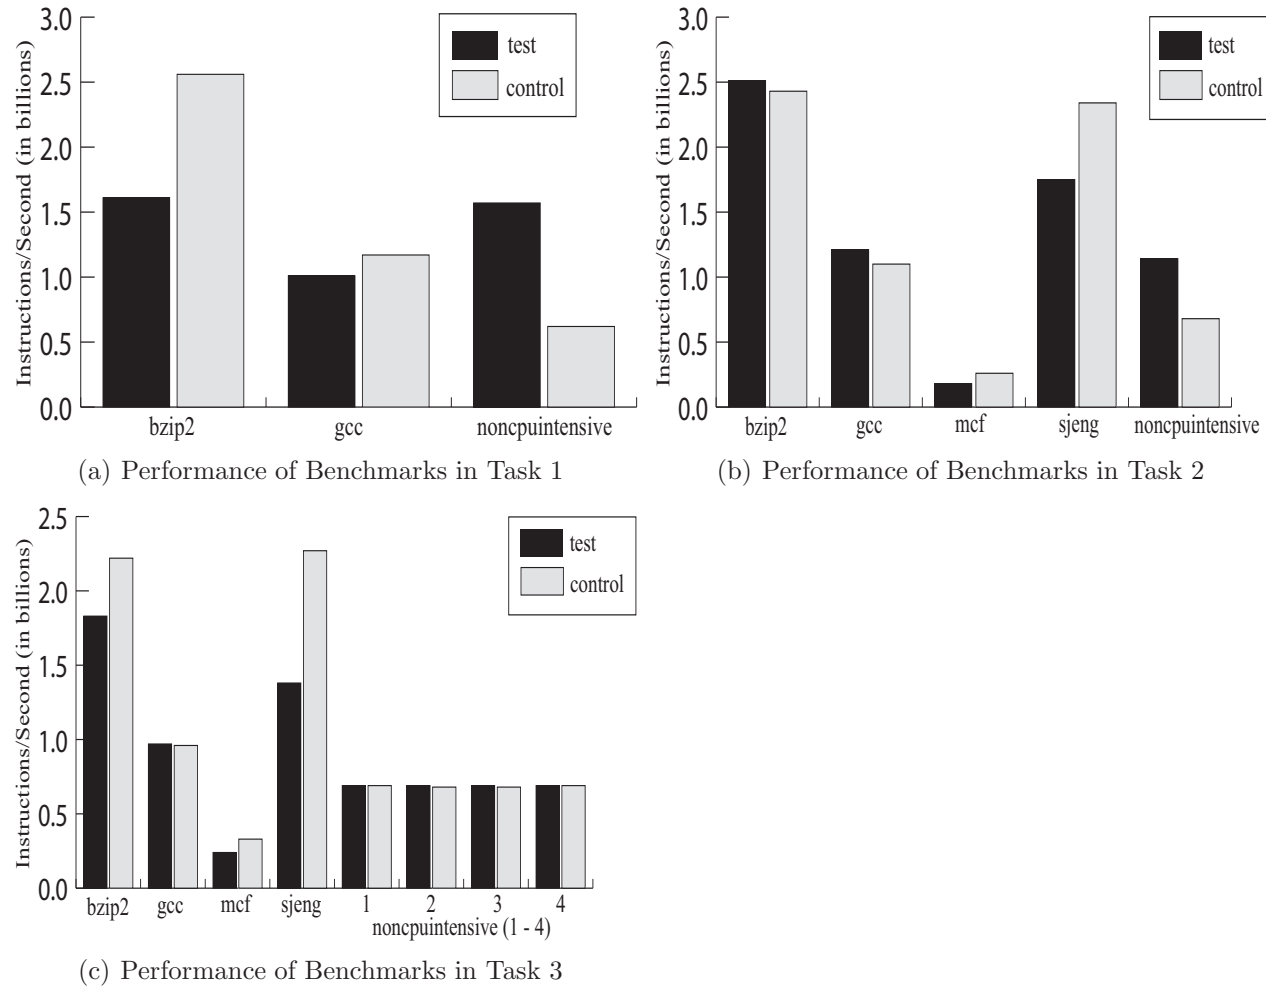 Instructions/Second (in billions)
3.0
2.5
2.0
1.5
1.0
0.5
0.0
test
control
bzip2 gcc noncpuintensive
(a) Performance of Benchmarks in Task 1
Instructions/Second (in billions)
3.0
2.5
2.0
1.5
1.0
0.5
0.0
test
control
bzip2 gcc mcf sjeng noncpuintensive
(b) Performance of Benchmarks in Task 2
Instructions/Second (in billions)
2.5
2.0
1.5
1.0
0.5
0.0
test
control
bzip2 gcc mcf sjeng 1 2 3 4
noncpuintensive (1 - 4)
(c) Performance of Benchmarks in Task 3